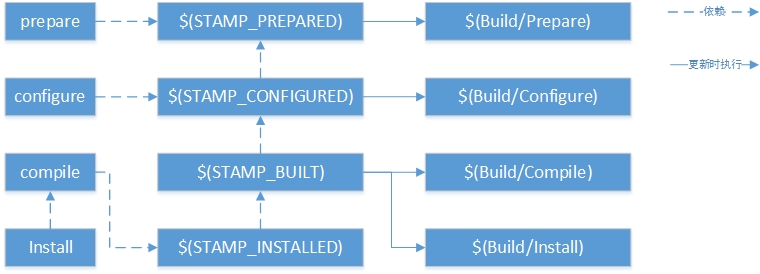 prepare
$(STAMP_PREPARED)
$(Build/Prepare)
依赖
configure
$(STAMP_CONFIGURED)
$(Build/Configure)
更新时执行
compile
$(STAMP_BUILT)
$(Build/Compile)
Install
$(STAMP_INSTALLED)
$(Build/Install)